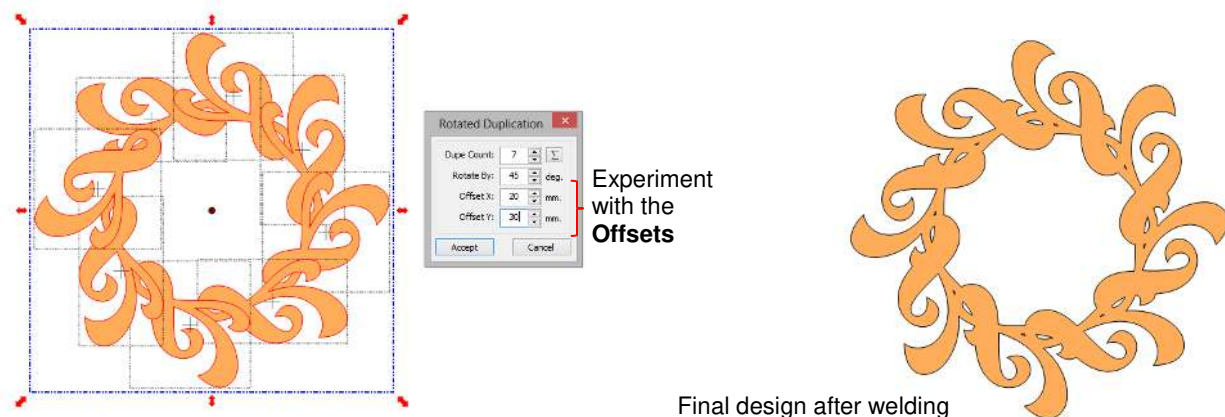 Rotated Duplication
Dupe Count: 7
Rotate By: 45 deg.
Offset X: 20 mm.
Offset Y: 30 mm.
Accept Cancel
Experiment
with the
Offsets
Final design after welding